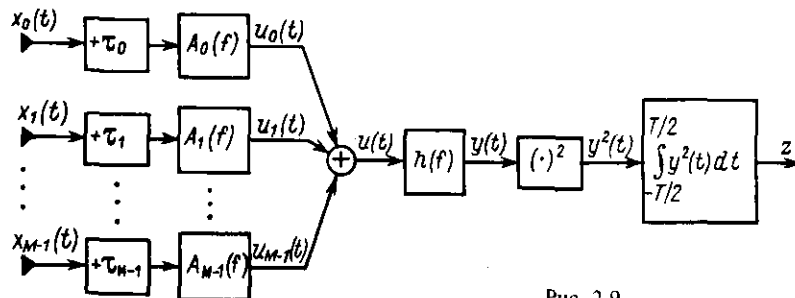 x₀(t) +τ₀ A₀(f) u₀(t)
x₁(t) +τ₁ A₁(f) u₁(t)
+ u(t) h(f) y(t) (·)² y²(t) T/2 ∫y²(t)dt -T/2 z
x_{M-1}(t) +τ_{M-1} A_{M-1}(f) u_{M-1}(t)
Рис. 2.9